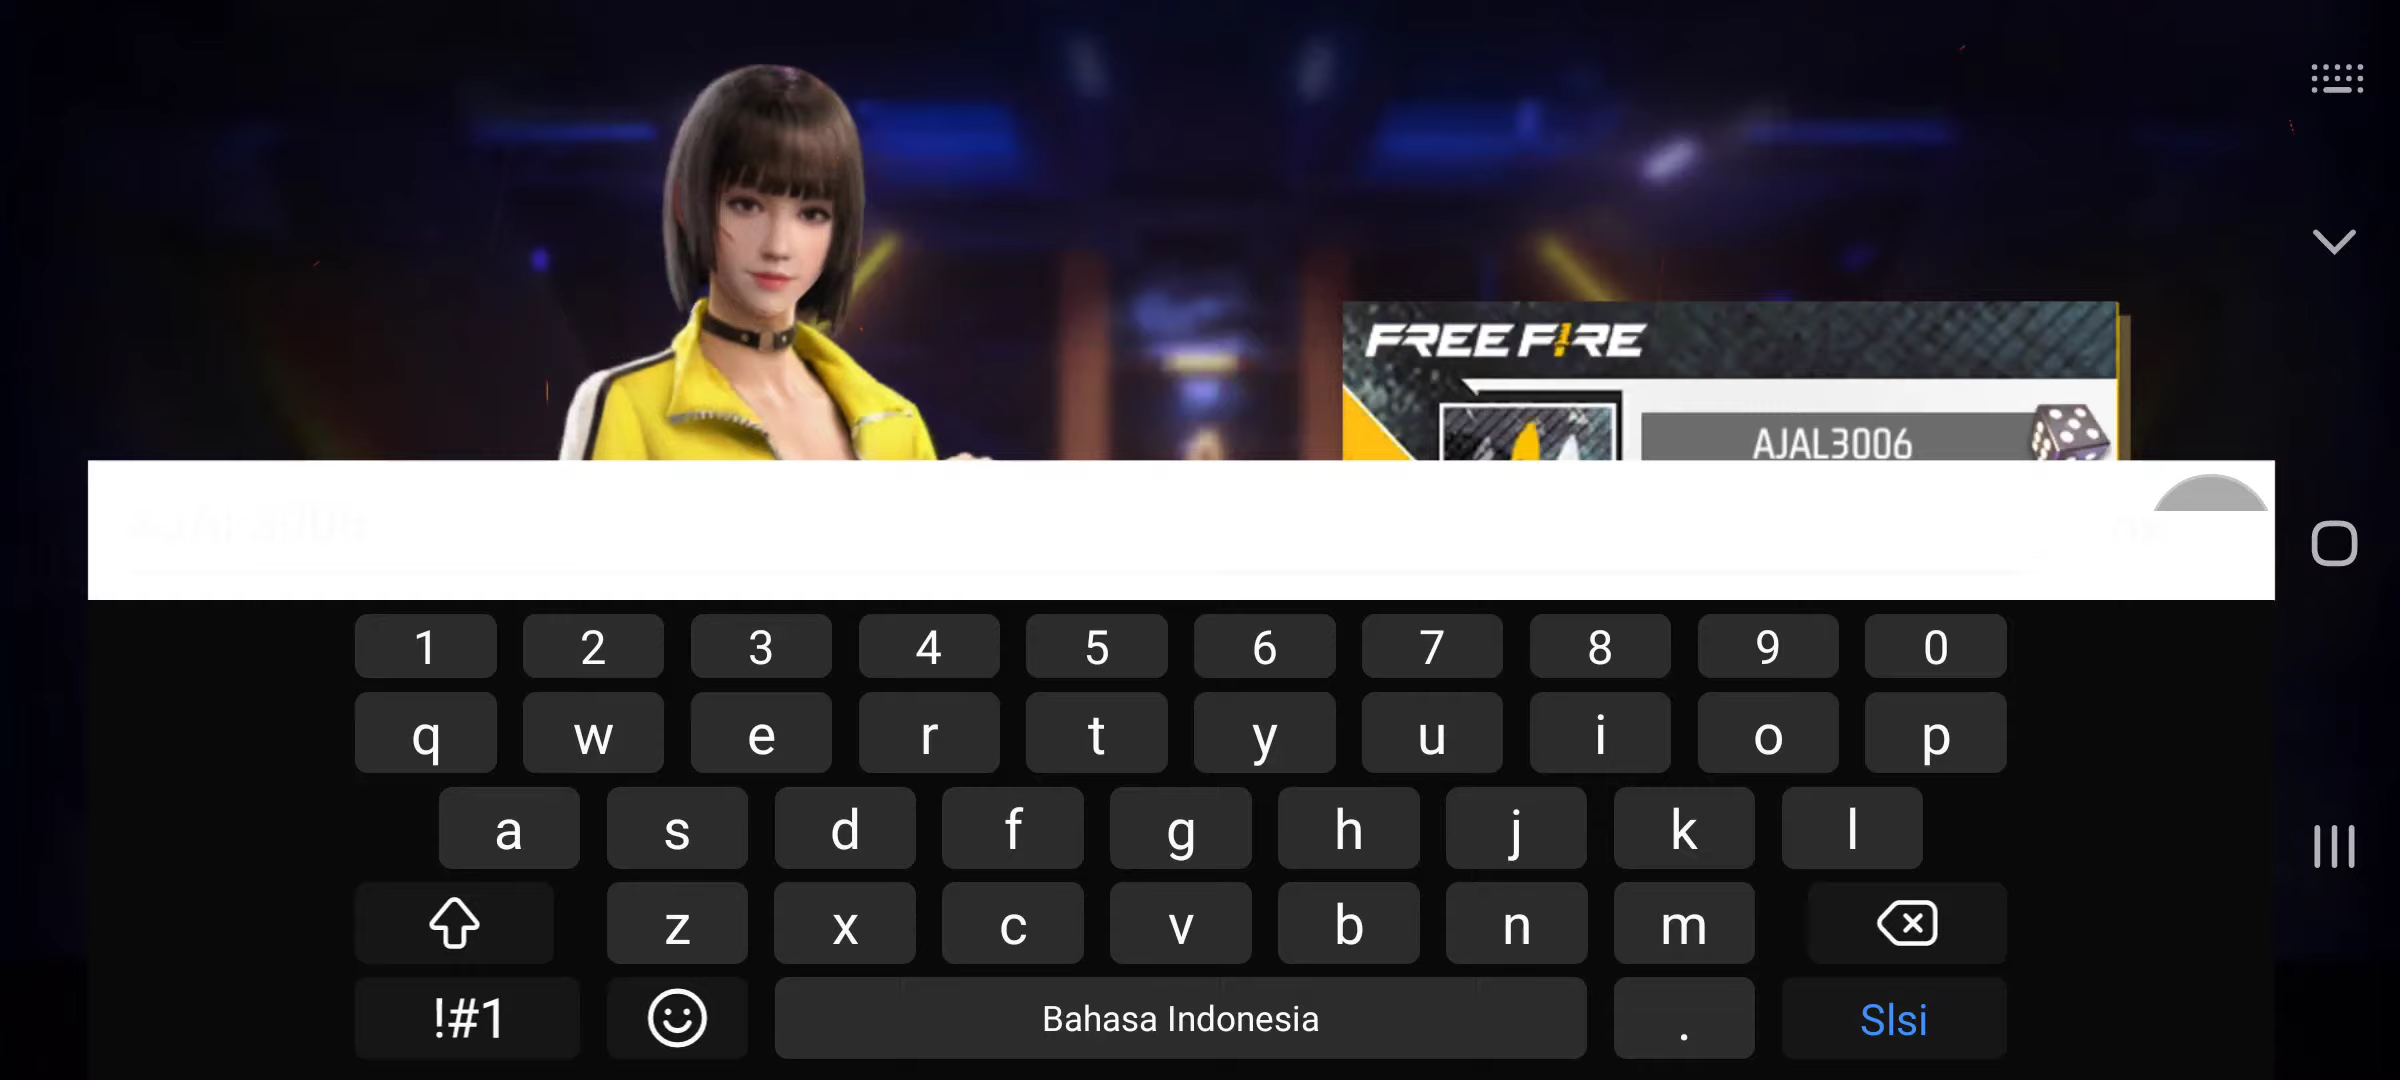 FREE FIRE
AJAL3006
1 2 3 4 5 6 7 8 9 0
q w e r t y u i o p
a s d f g h j k l
z x c v b n m
!#1 Bahasa Indonesia . Slsi